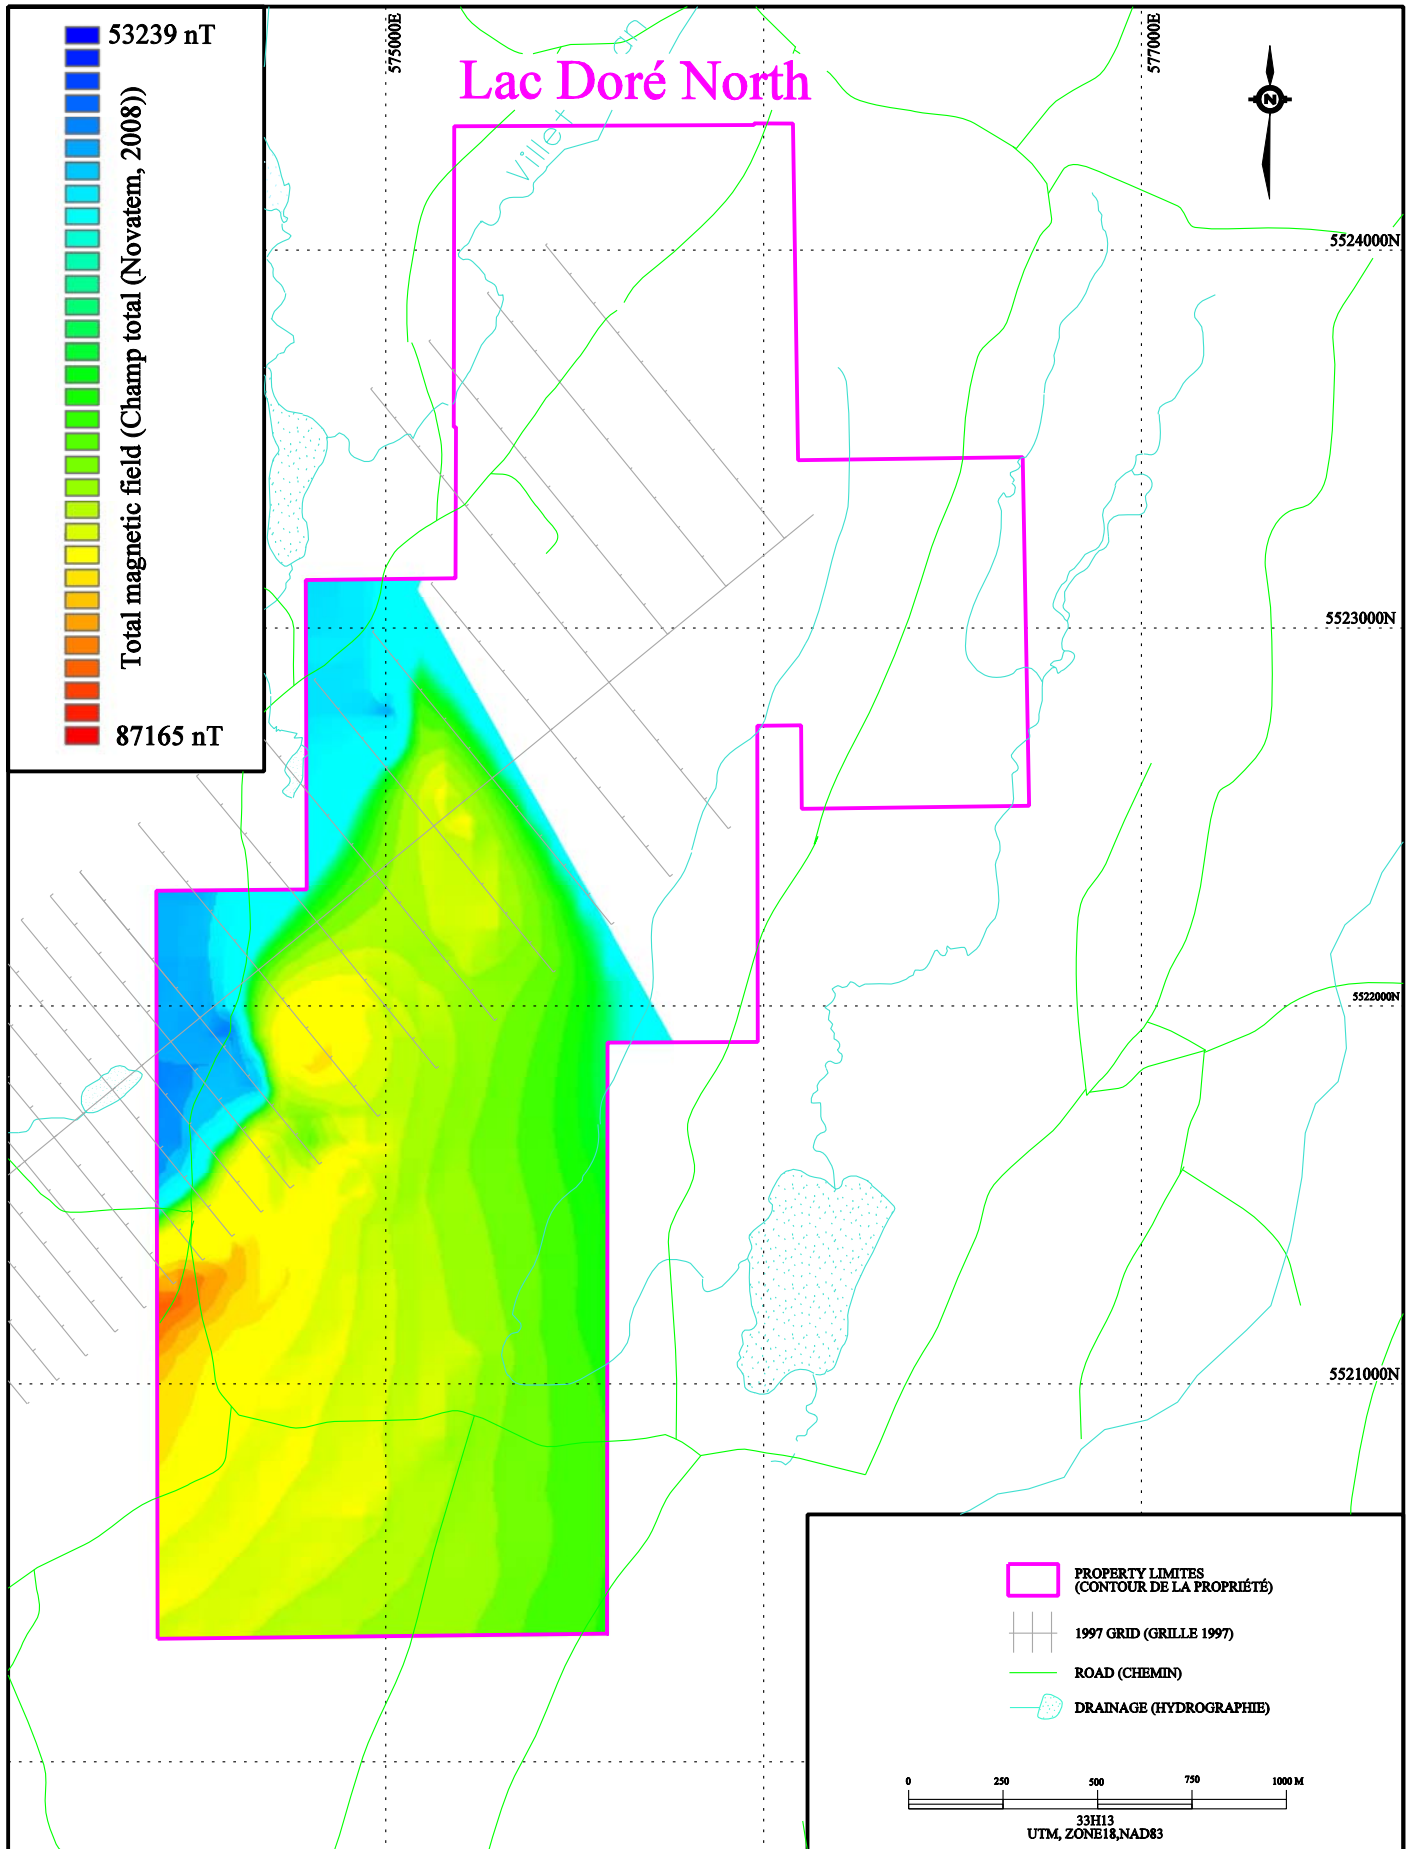 53239 nT
Total magnetic field (Champ total (Novatem, 2008))
87165 nT
575000E
577000E
Lac Doré North
Villet
N
5524000N
5523000N
5522000N
5521000N
PROPERTY LIMITES
(CONTOUR DE LA PROPRIÉTÉ)
1997 GRID (GRILLE 1997)
ROAD (CHEMIN)
DRAINAGE (HYDROGRAPHIE)
0 250 500 750 1000 M
33H13
UTM, ZONE18,NAD83